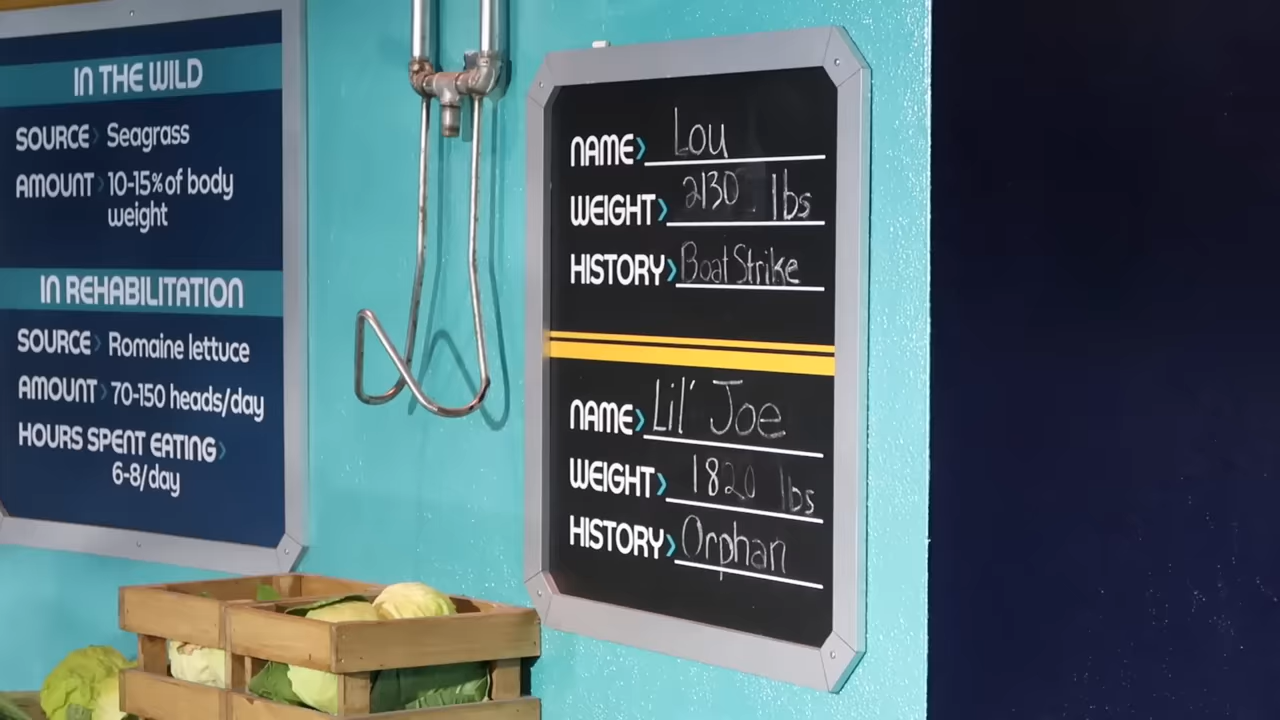 IN THE WILD
SOURCE› Seagrass
AMOUNT› 10-15% of body
weight
IN REHABILITATION
SOURCE› Romaine lettuce
AMOUNT› 70-150 heads/day
HOURS SPENT EATING›
6-8/day
NAME› Lou
WEIGHT› 2130 lbs
HISTORY› Boat Strike
NAME› Lil' Joe
WEIGHT› 1820 lbs
HISTORY› Orphan